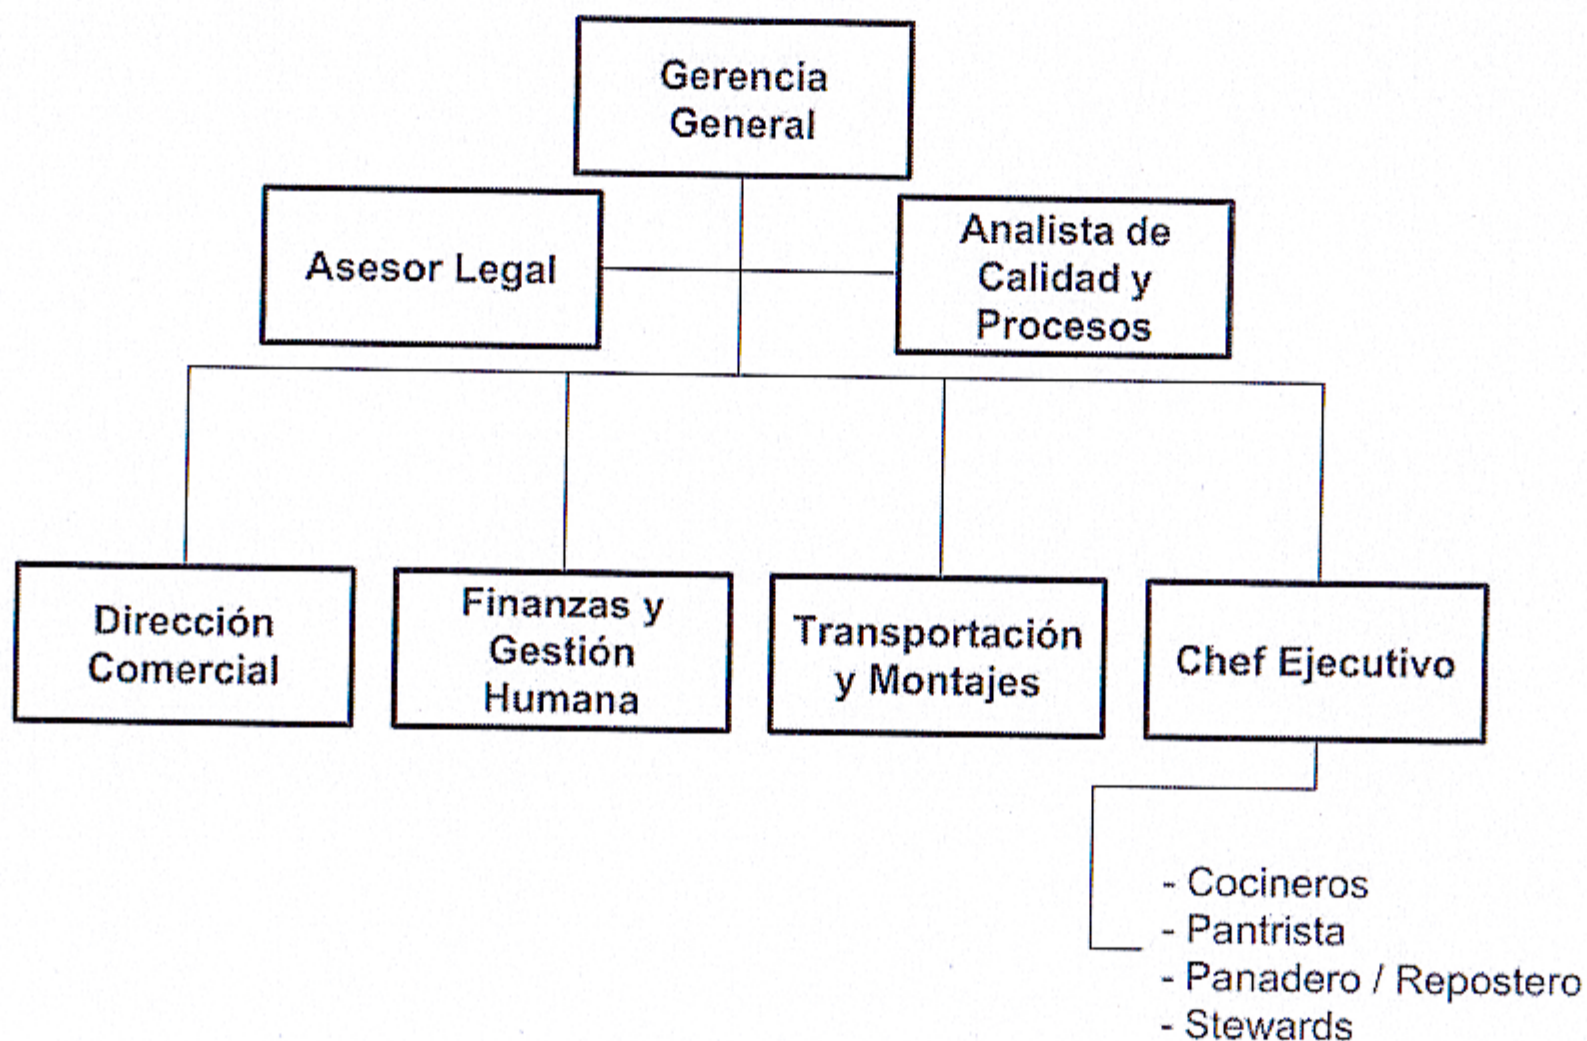 Gerencia
General
Asesor Legal
Analista de
Calidad y
Procesos
Dirección
Comercial
Finanzas y
Gestión
Humana
Transportación
y Montajes
Chef Ejecutivo
- Cocineros
- Pantrista
- Panadero / Repostero
- Stewards